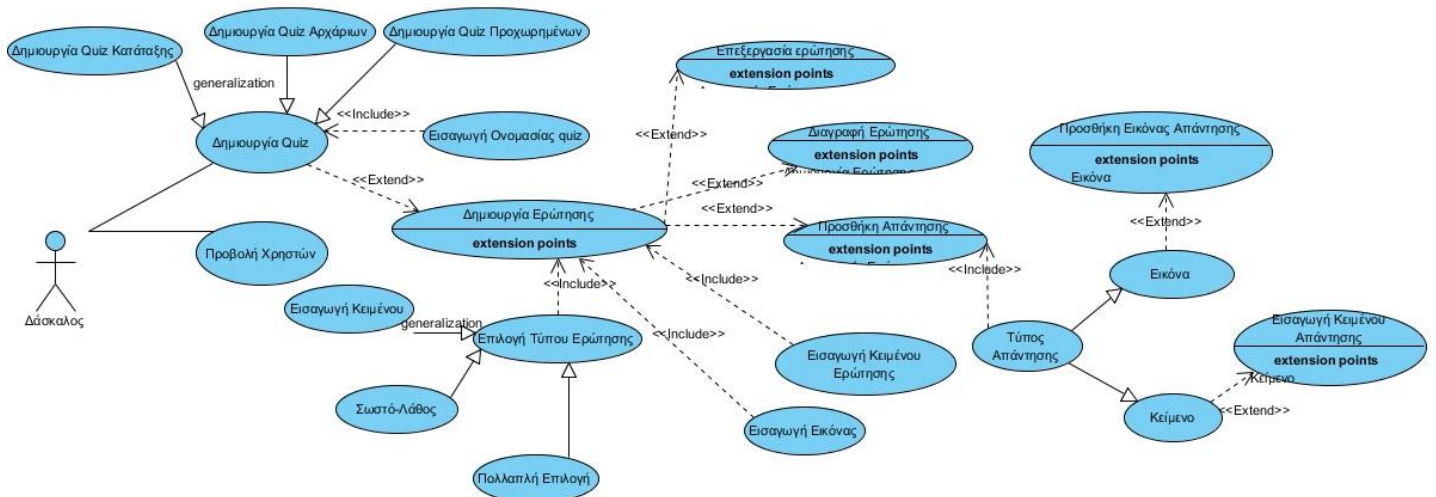 Δημιουργία Quiz Κατάταξης
Δημιουργία Quiz Αρχάριων
Δημιουργία Quiz Προχωρημένων
generalization
Δημιουργία Quiz
<<Include>>
Εισαγωγή Ονομασίας quiz
<<Extend>>
Δάσκαλος
Προβολή Χρηστών
Δημιουργία Ερώτησης
extension points
Επεξεργασία ερώτησης
extension points
<<Extend>>
Διαγραφή Ερώτησης
extension points
Δημιουργία Ερώτησης
<<Extend>>
<<Extend>>
Προσθήκη Απάντησης
extension points
<<Include>>
Εισαγωγή Κειμένου
generalization
Επιλογή Τύπου Ερώτησης
Σωστό-Λάθος
Πολλαπλή Επιλογή
<<Include>>
Εισαγωγή Εικόνας
<<Include>>
Εισαγωγή Κειμένου
Ερώτησης
<<Include>>
Τύπος
Απάντησης
Προσθήκη Εικόνας Απάντησης
extension points
Εικόνα
<<Extend>>
Εικόνα
Εισαγωγή Κειμένου
Απάντησης
extension points
Κείμενο
<<Extend>>
Κείμενο